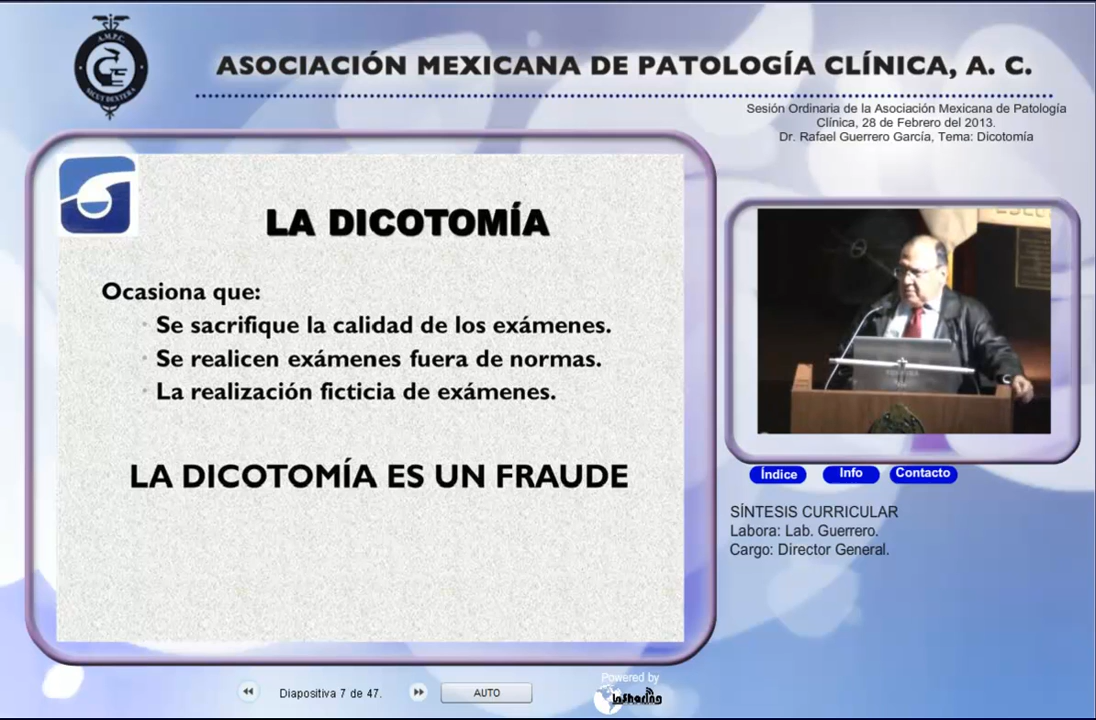 A.M.P.C.
SICUT DEXTERA
ASOCIACIÓN MEXICANA DE PATOLOGÍA CLÍNICA, A. C.
Sesión Ordinaria de la Asociación Mexicana de Patología
Clínica, 28 de Febrero del 2013.
Dr. Rafael Guerrero García, Tema: Dicotomía
LA DICOTOMÍA
Ocasiona que:
Se sacrifique la calidad de los exámenes.
Se realicen exámenes fuera de normas.
La realización ficticia de exámenes.
LA DICOTOMÍA ES UN FRAUDE
Índice Info Contacto
SÍNTESIS CURRICULAR
Labora: Lab. Guerrero.
Cargo: Director General.
Diapositiva 7 de 47.
AUTO
Powered by
InSharing